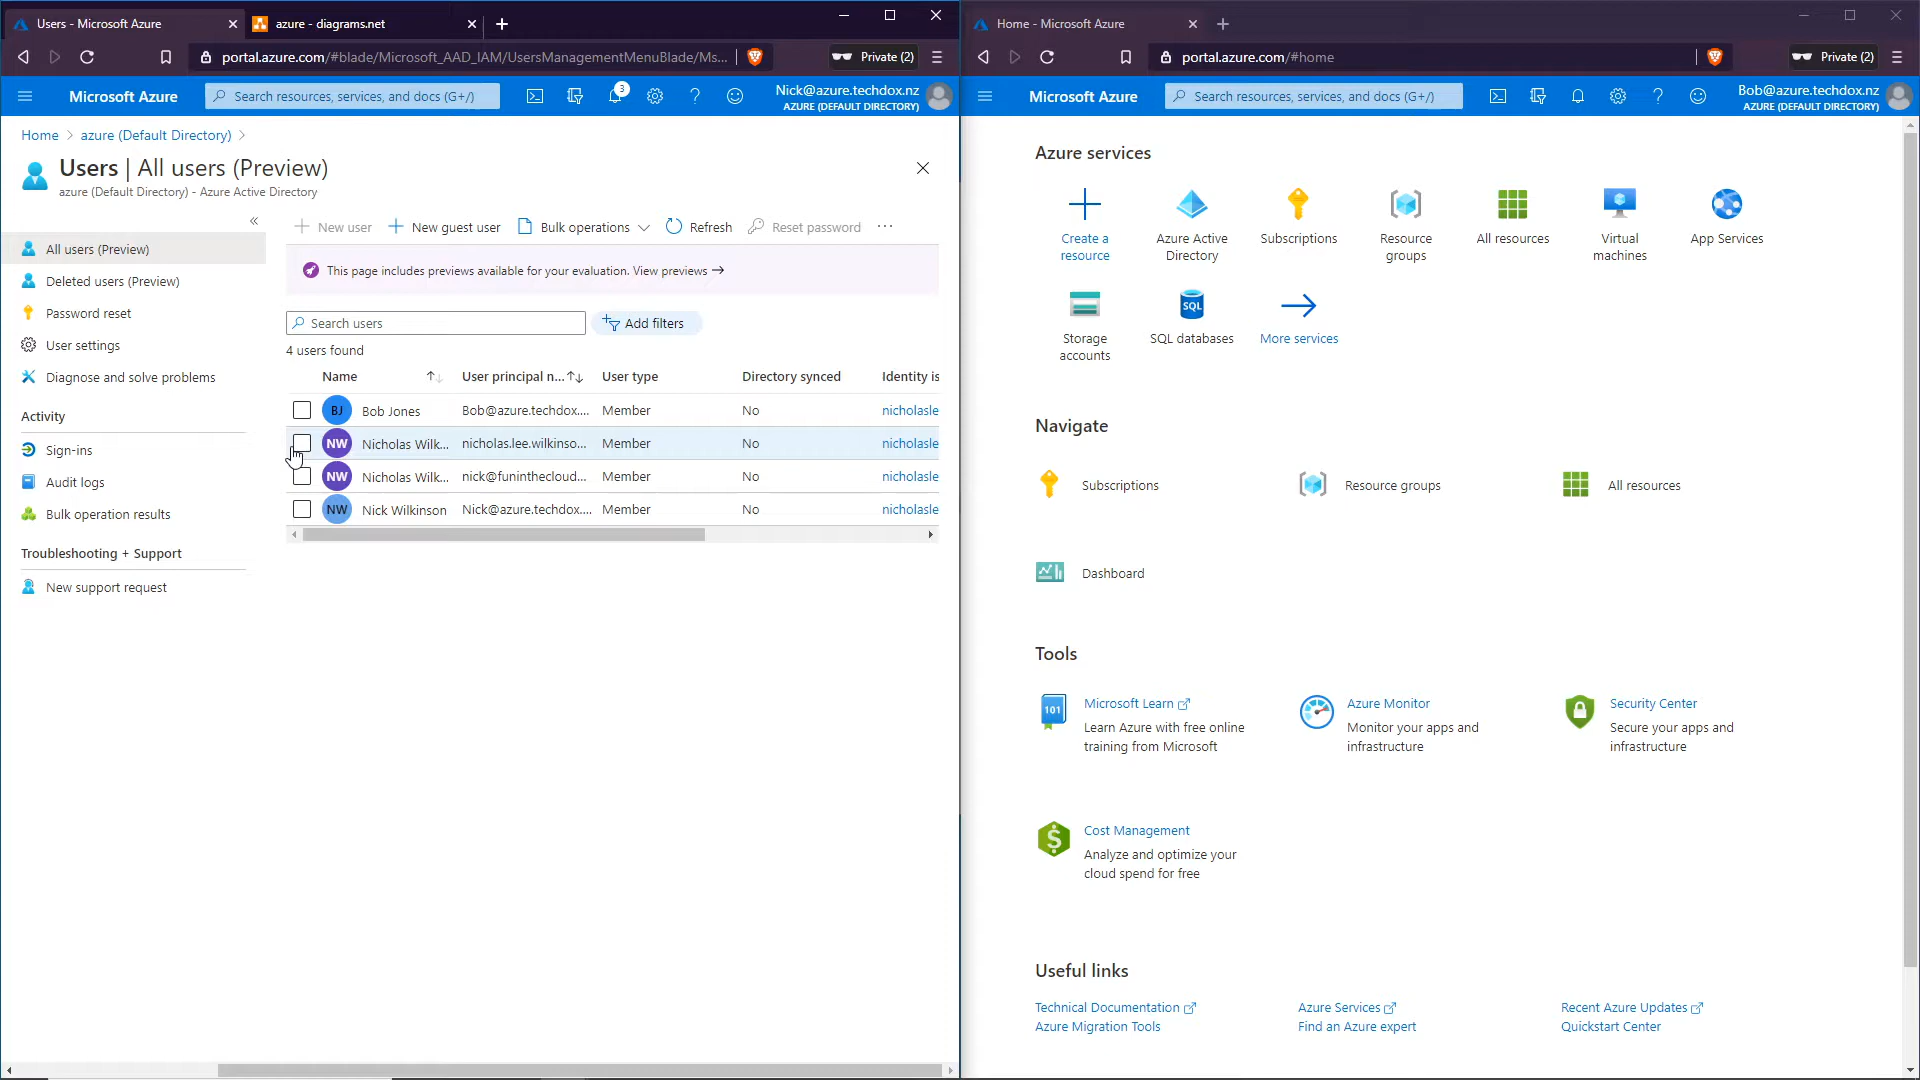 Users - Microsoft Azure
azure - diagrams.net
portal.azure.com/#blade/Microsoft_AAD_IAM/UsersManagementMenuBlade/Ms...
Private (2)
Microsoft Azure
Search resources, services, and docs (G+/)
3
Nick@azure.techdox.nz
AZURE (DEFAULT DIRECTORY)
Home > azure (Default Directory) >
Users | All users (Preview)
azure (Default Directory) - Azure Active Directory
All users (Preview)
Deleted users (Preview)
Password reset
User settings
Diagnose and solve problems
Activity
Sign-ins
Audit logs
Bulk operation results
Troubleshooting + Support
New support request
New user
New guest user
Bulk operations
Refresh
Reset password
This page includes previews available for your evaluation. View previews →
Search users
Add filters
4 users found
Name User principal n... User type Directory synced Identity is
BJ Bob Jones Bob@azure.techdox.... Member No nicholasle
NW Nicholas Wilk... nicholas.lee.wilkinso... Member No nicholasle
NW Nicholas Wilk... nick@funinthecloud... Member No nicholasle
NW Nick Wilkinson Nick@azure.techdox.... Member No nicholasle
Home - Microsoft Azure
portal.azure.com/#home
Private (2)
Microsoft Azure
Search resources, services, and docs (G+/)
Bob@azure.techdox.nz
AZURE (DEFAULT DIRECTORY)
Azure services
Create a
resource
Azure Active
Directory
Subscriptions
Resource
groups
All resources
Virtual
machines
App Services
Storage
accounts
SQL
SQL databases
More services
Navigate
Subscriptions
Resource groups
All resources
Dashboard
Tools
101
Microsoft Learn
Learn Azure with free online
training from Microsoft
Azure Monitor
Monitor your apps and
infrastructure
Security Center
Secure your apps and
infrastructure
Cost Management
Analyze and optimize your
cloud spend for free
Useful links
Technical Documentation
Azure Services
Recent Azure Updates
Azure Migration Tools
Find an Azure expert
Quickstart Center